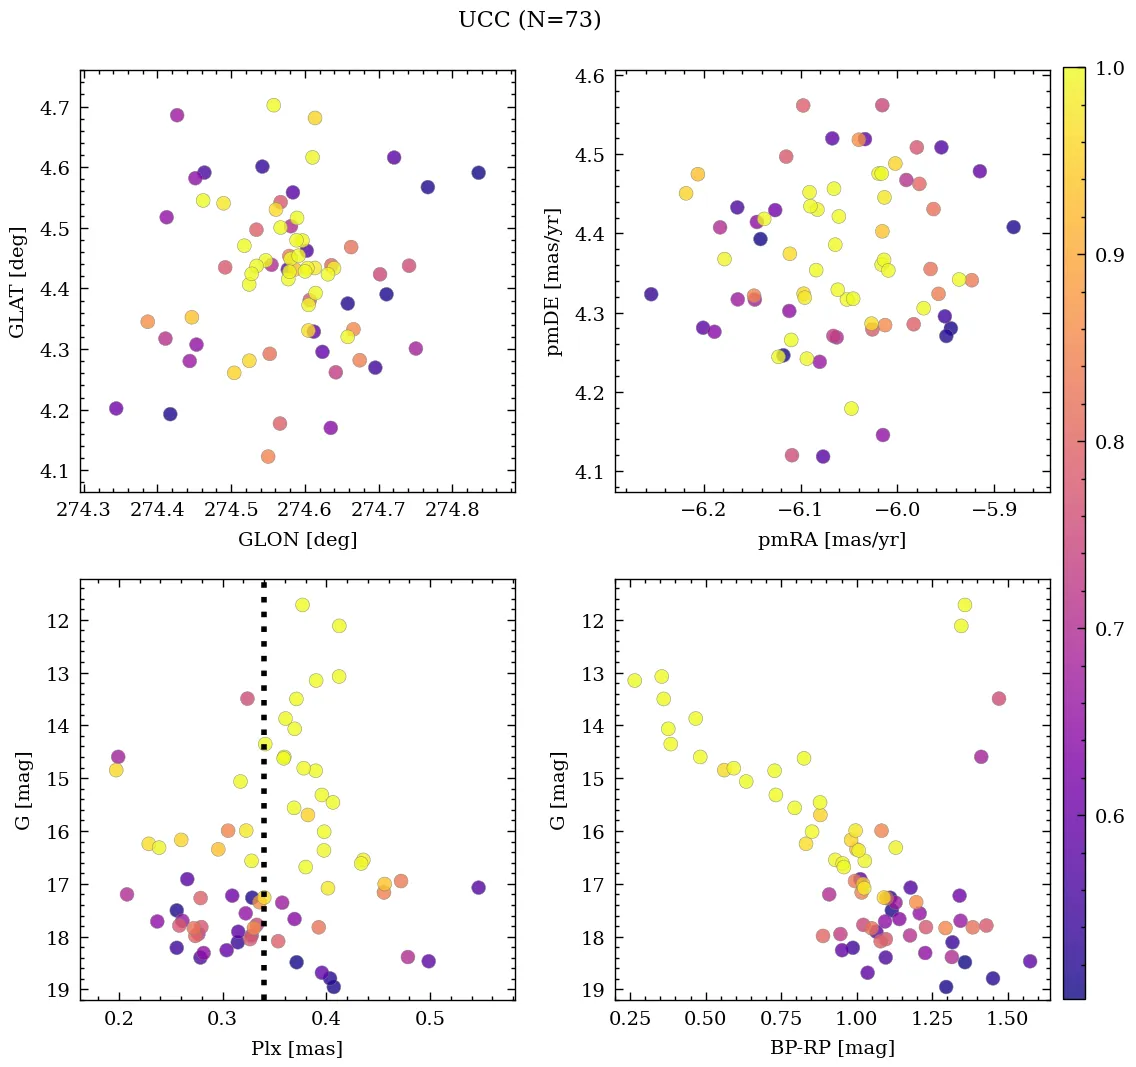 UCC (N=73)
4.7
4.6
4.5
4.4
4.3
4.2
4.1
GLAT [deg]
274.3 274.4 274.5 274.6 274.7 274.8
GLON [deg]
4.6
4.5
4.4
4.3
4.2
4.1
pmDE [mas/yr]
−6.2 −6.1 −6.0 −5.9
pmRA [mas/yr]
1.0
0.9
0.8
0.7
0.6
12
13
14
15
16
17
18
19
G [mag]
0.2 0.3 0.4 0.5
Plx [mas]
12
13
14
15
16
17
18
19
G [mag]
0.25 0.50 0.75 1.00 1.25 1.50
BP-RP [mag]